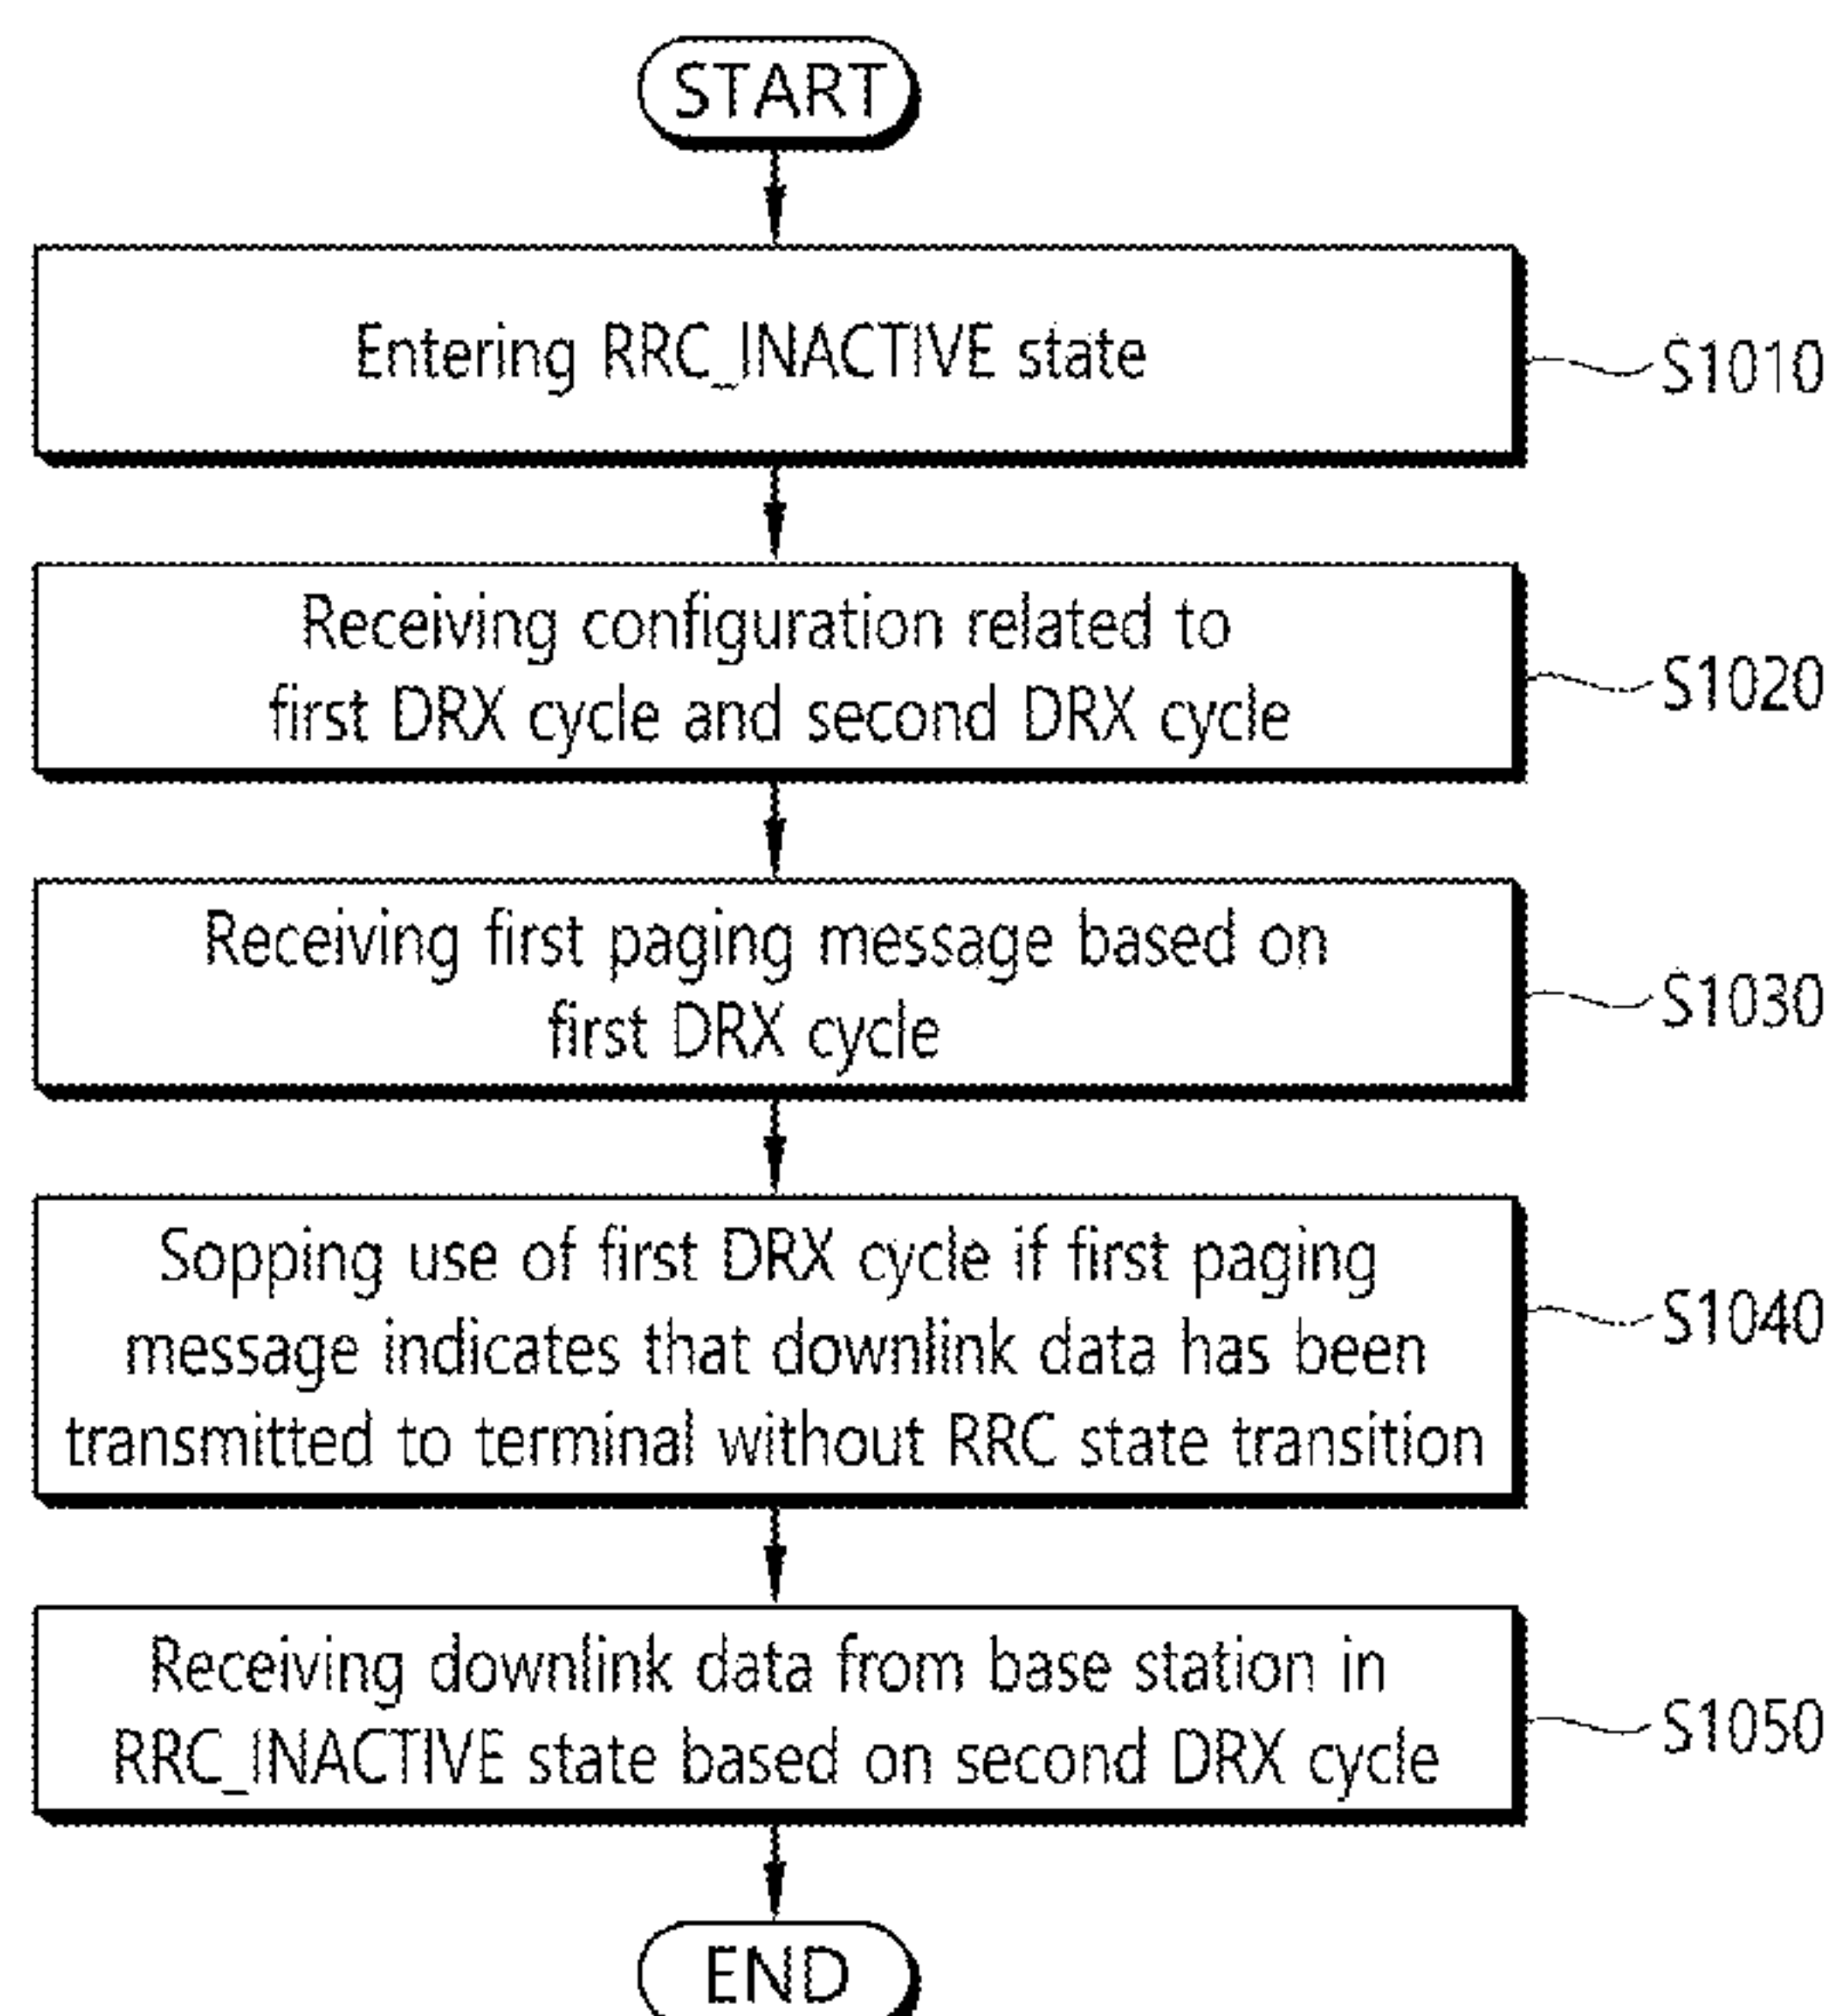 START
Entering RRC_INACTIVE state
S1010
Receiving configuration related to
first DRX cycle and second DRX cycle
S1020
Receiving first paging message based on
first DRX cycle
S1030
Sopping use of first DRX cycle if first paging
message indicates that downlink data has been
transmitted to terminal without RRC state transition
S1040
Receiving downlink data from base station in
RRC_INACTIVE state based on second DRX cycle
S1050
END